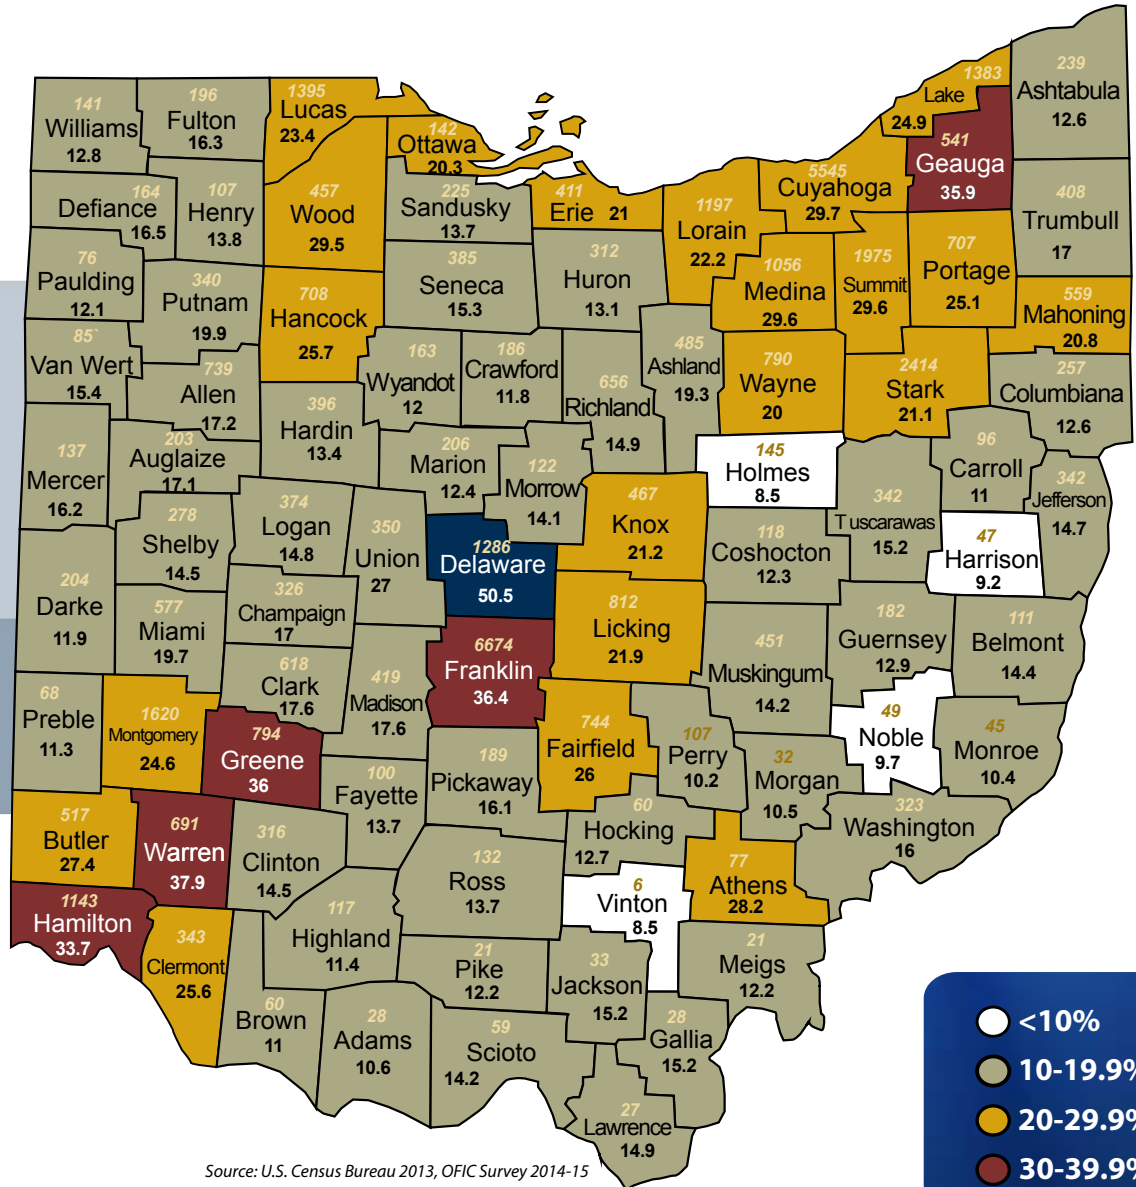 239
Ashtabula
12.6
1383
Lake
24.9
541
Geauga
35.9
141
Williams
12.8
196
Fulton
16.3
1395
Lucas
23.4
142
Ottawa
20.3
164
Defiance
16.5
107
Henry
13.8
457
Wood
29.5
225
Sandusky
13.7
411
Erie 21
1197
Lorain
22.2
5545
Cuyahoga
29.7
408
Trumbull
17
76
Paulding
12.1
340
Putnam
19.9
708
Hancock
25.7
385
Seneca
15.3
312
Huron
13.1
1056
Medina
29.6
1975
Summit
29.6
707
Portage
25.1
559
Mahoning
20.8
85`
Van Wert
15.4
739
Allen
17.2
163
Wyandot
12
186
Crawford
11.8
656
Richland
14.9
485
Ashland
19.3
790
Wayne
20
2414
Stark
21.1
257
Columbiana
12.6
396
Hardin
13.4
137
Mercer
16.2
203
Auglaize
17.1
206
Marion
12.4
122
Morrow
14.1
145
Holmes
8.5
96
Carroll
11
342
Jefferson
14.7
278
Shelby
14.5
374
Logan
14.8
350
Union
27
1286
Delaware
50.5
467
Knox
21.2
118
Coshocton
12.3
342
Tuscarawas
15.2
47
Harrison
9.2
204
Darke
11.9
577
Miami
19.7
326
Champaign
17
812
Licking
21.9
451
Muskingum
14.2
182
Guernsey
12.9
111
Belmont
14.4
68
Preble
11.3
1620
Montgomery
24.6
618
Clark
17.6
419
Madison
17.6
6674
Franklin
36.4
794
Greene
36
744
Fairfield
26
107
Perry
10.2
32
Morgan
10.5
49
Noble
9.7
45
Monroe
10.4
189
Pickaway
16.1
100
Fayette
13.7
517
Butler
27.4
691
Warren
37.9
316
Clinton
14.5
60
Hocking
12.7
323
Washington
16
132
Ross
13.7
6
Vinton
8.5
77
Athens
28.2
1143
Hamilton
33.7
343
Clermont
25.6
117
Highland
11.4
21
Pike
12.2
33
Jackson
15.2
21
Meigs
12.2
60
Brown
11
28
Adams
10.6
59
Scioto
14.2
28
Gallia
15.2
27
Lawrence
14.9
<10%
10-19.9%
20-29.9%
30-39.9%
Source: U.S. Census Bureau 2013, OFIC Survey 2014-15